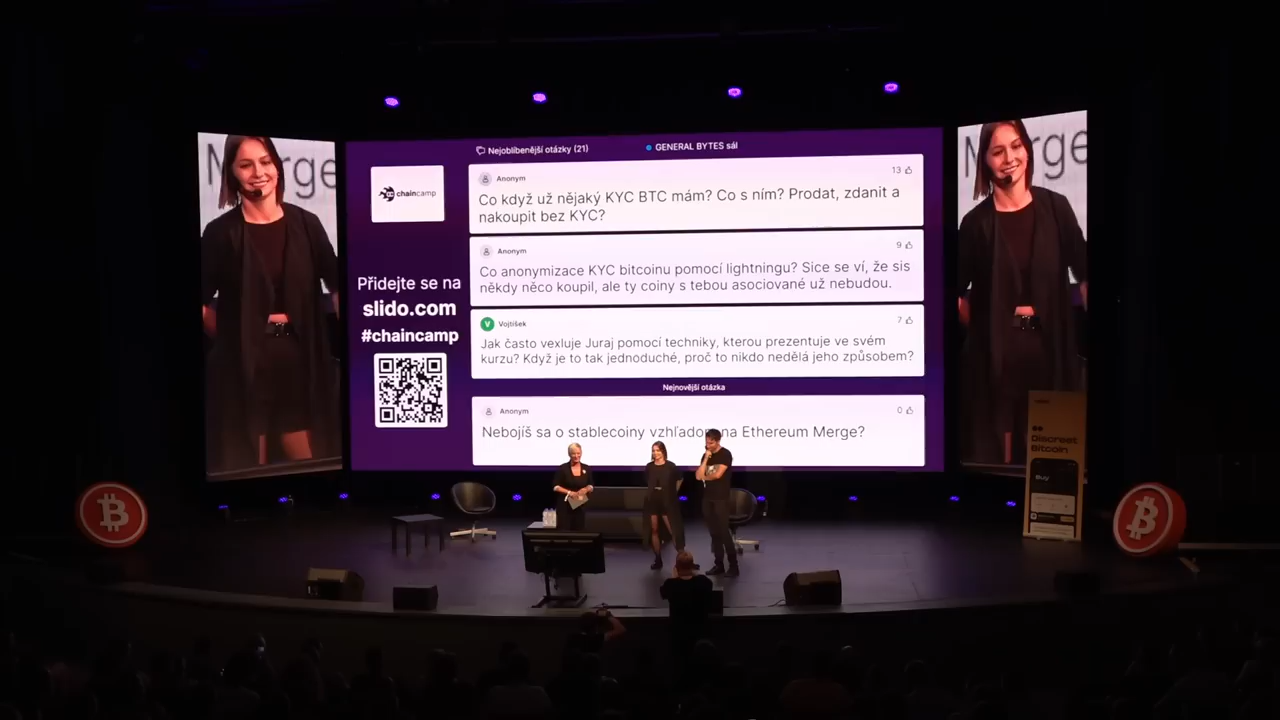 Merge
Nejoblíbenější otázky (21)
GENERAL BYTES sál
Merge
chaincamp
Anonym
13
Co když už nějaký KYC BTC mám? Co s ním? Prodat, zdanit a
nakoupit bez KYC?
Anonym
9
Co anonymizace KYC bitcoinu pomocí lightningu? Sice se ví, že sis
někdy něco koupil, ale ty coiny s tebou asociované už nebudou.
Přidejte se na
slido.com
#chaincamp
V
Vojtíšek
7
Jak často vexluje Juraj pomocí techniky, kterou prezentuje ve svém
kurzu? Když je to tak jednoduché, proč to nikdo nedělá jeho způsobem?
Nejnovější otázka
Anonym
0
Nebojíš sa o stablecoiny vzhľadom na Ethereum Merge?
Discreet
Bitcoin
Buy